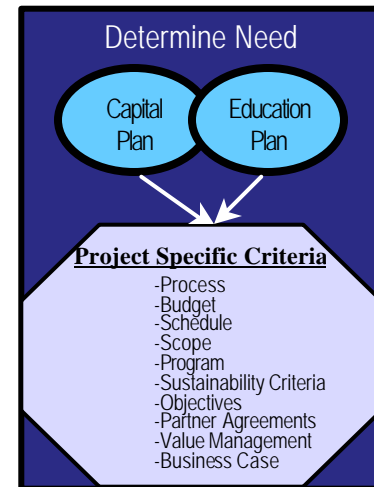 Determine Need
Capital Education
Plan Plan
Project Specific Criteria
-Process
-Budget
-Schedule
-Scope
-Program
-Sustainability Criteria
-Objectives
-Partner Agreements
-Value Management
-Business Case